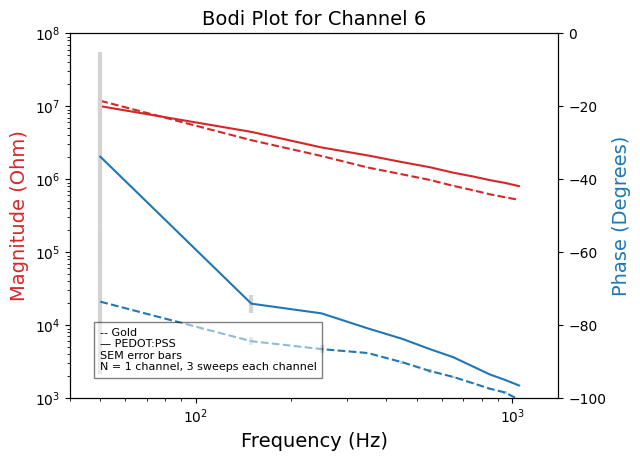 Bodi Plot for Channel 6
10^8
10^7
10^6
10^5
10^4
10^3
Magnitude (Ohm)
0
−20
−40
−60
−80
−100
Phase (Degrees)
-- Gold
— PEDOT:PSS
SEM error bars
N = 1 channel, 3 sweeps each channel
10^2
10^3
Frequency (Hz)